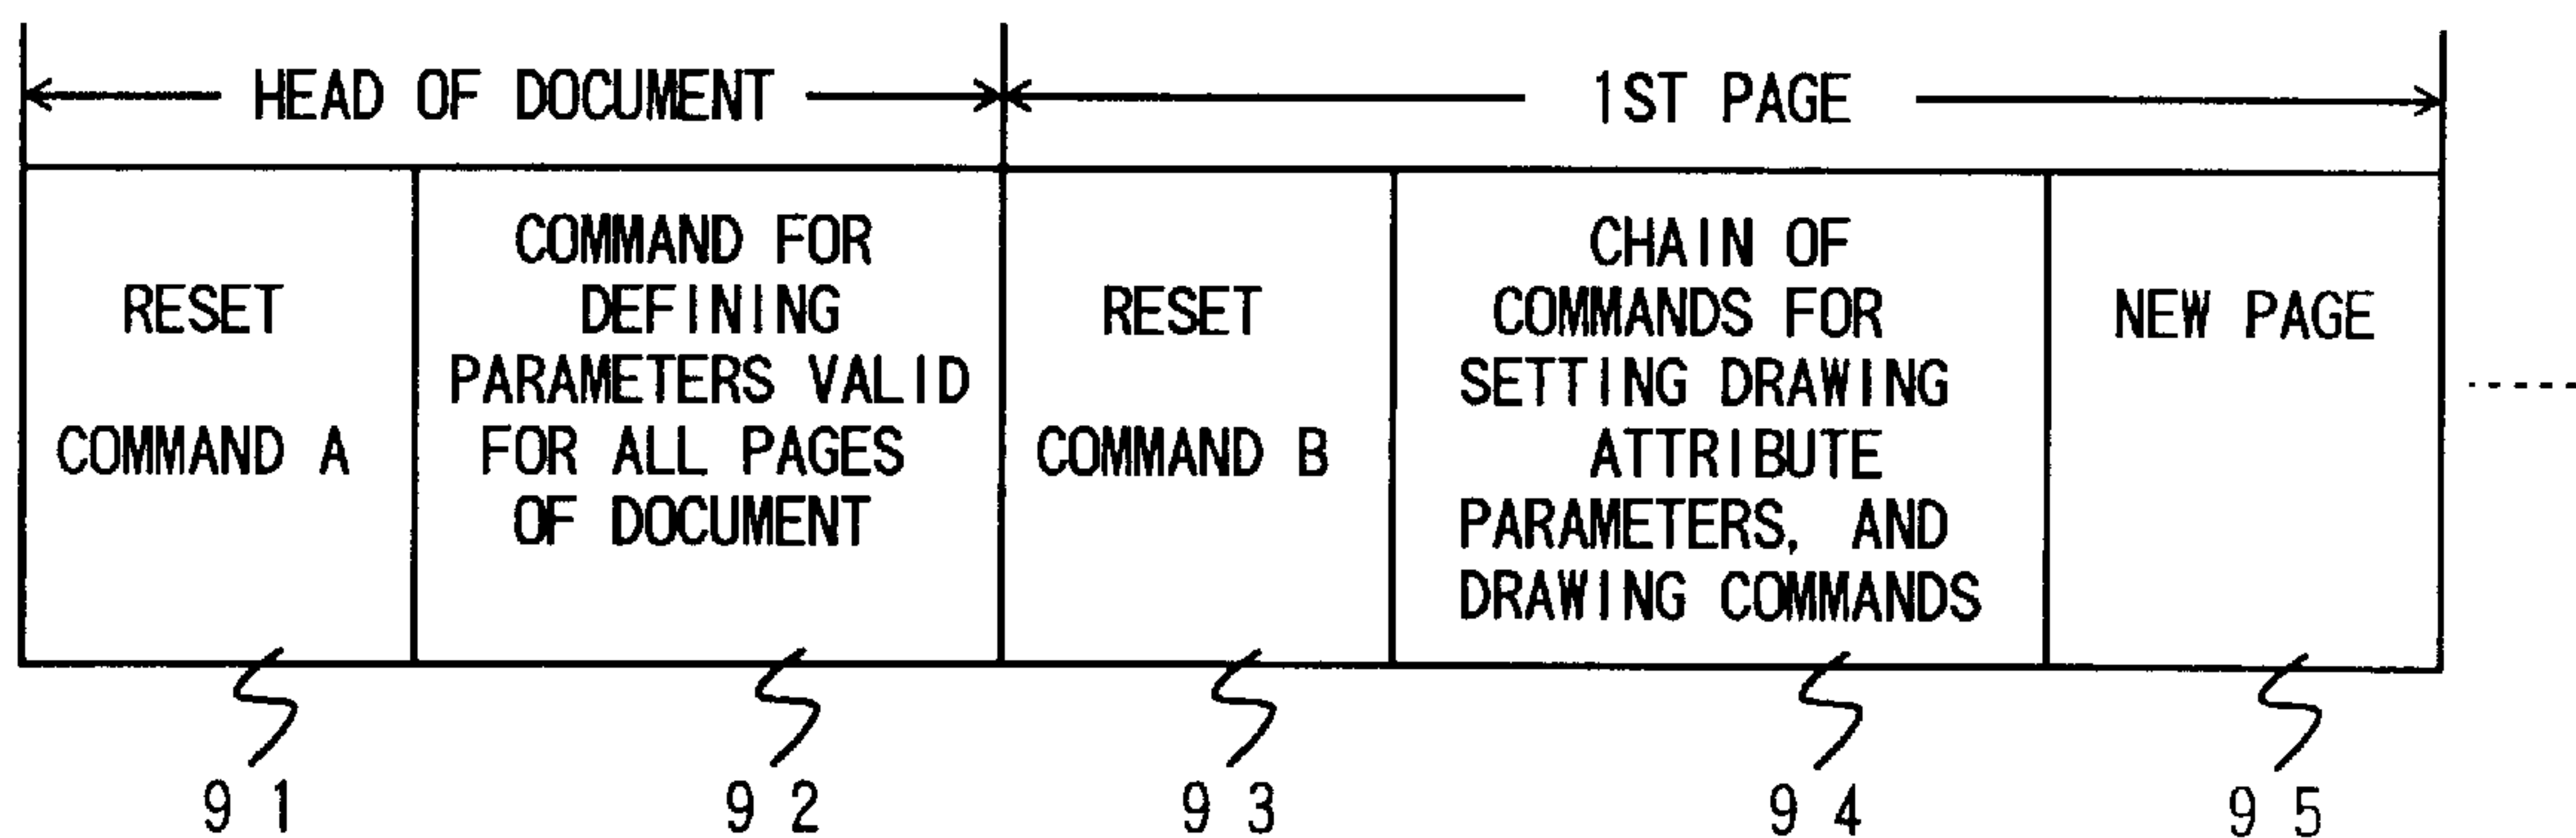 HEAD OF DOCUMENT
1ST PAGE
RESET
COMMAND A
COMMAND FOR
DEFINING
PARAMETERS VALID
FOR ALL PAGES
OF DOCUMENT
RESET
COMMAND B
CHAIN OF
COMMANDS FOR
SETTING DRAWING
ATTRIBUTE
PARAMETERS, AND
DRAWING COMMANDS
NEW PAGE
91
92
93
94
95